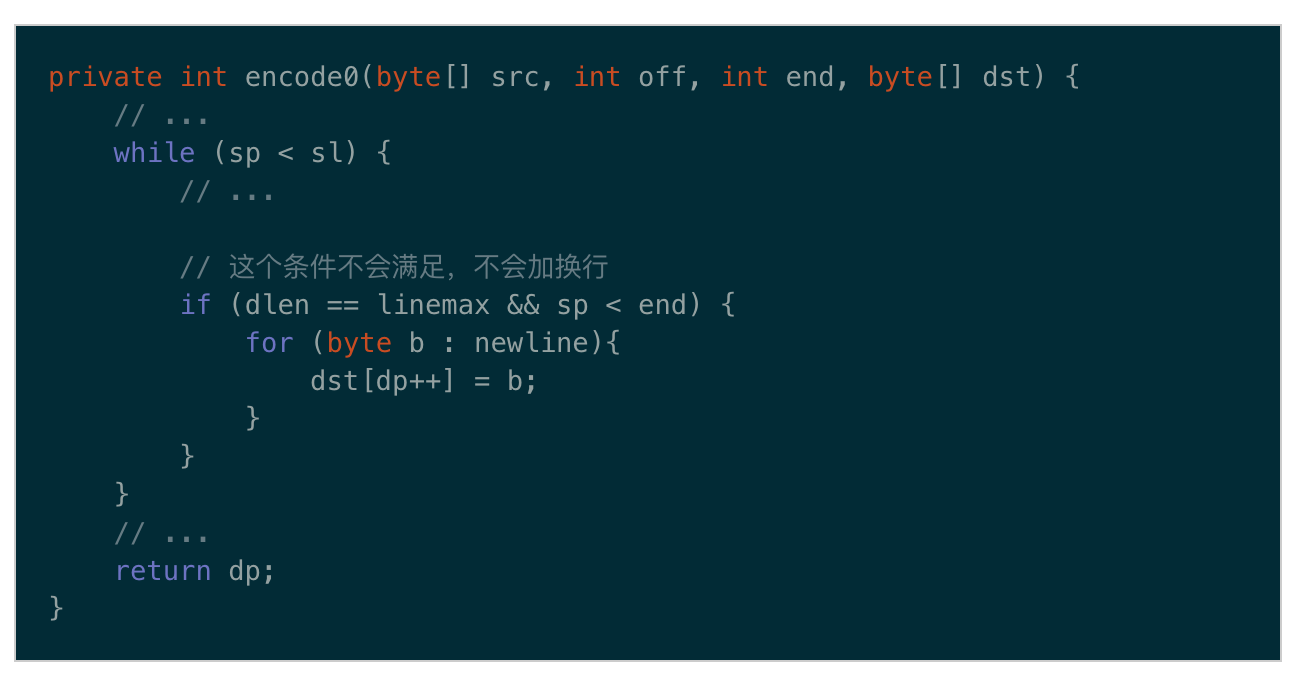 private int encode0(byte[] src, int off, int end, byte[] dst) {
    // ...
    while (sp < sl) {
        // ...

        // 这个条件不会满足，不会加换行
        if (dlen == linemax && sp < end) {
            for (byte b : newline){
                dst[dp++] = b;
            }
        }
    }
    // ...
    return dp;
}